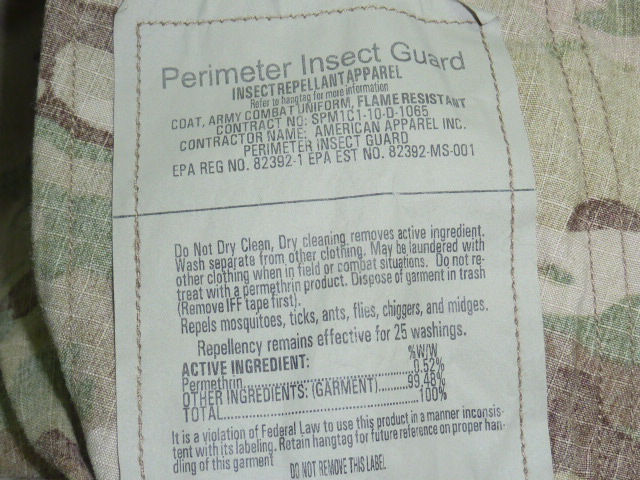 Perimeter Insect Guard
INSECT REPELLANT APPAREL
Refer to hangtag for more information
COAT, ARMY COMBAT UNIFORM, FLAME RESISTANT
CONTRACT NO: SPM1C1-10-D-1065
CONTRACTOR NAME: AMERICAN APPAREL INC.
PERIMETER INSECT GUARD
EPA REG NO. 82392-1 EPA EST NO. 82392-MS-001
Do Not Dry Clean, Dry cleaning removes active ingredient.
Wash separate from other clothing. May be laundered with
other clothing when in field or combat situations. Do not re-
treat with a permethrin product. Dispose of garment in trash
(Remove IFF tape first).
Repels mosquitoes, ticks, ants, flies, chiggers, and midges.
Repellency remains effective for 25 washings.
ACTIVE INGREDIENT: %W/W
Permethrin..............................0.52%
OTHER INGREDIENTS: (GARMENT).......99.48%
TOTAL...................................100%
It is a violation of Federal Law to use this product in a manner inconsis-
tent with its labeling. Retain hangtag for future reference on proper han-
dling of this garment
DO NOT REMOVE THIS LABEL